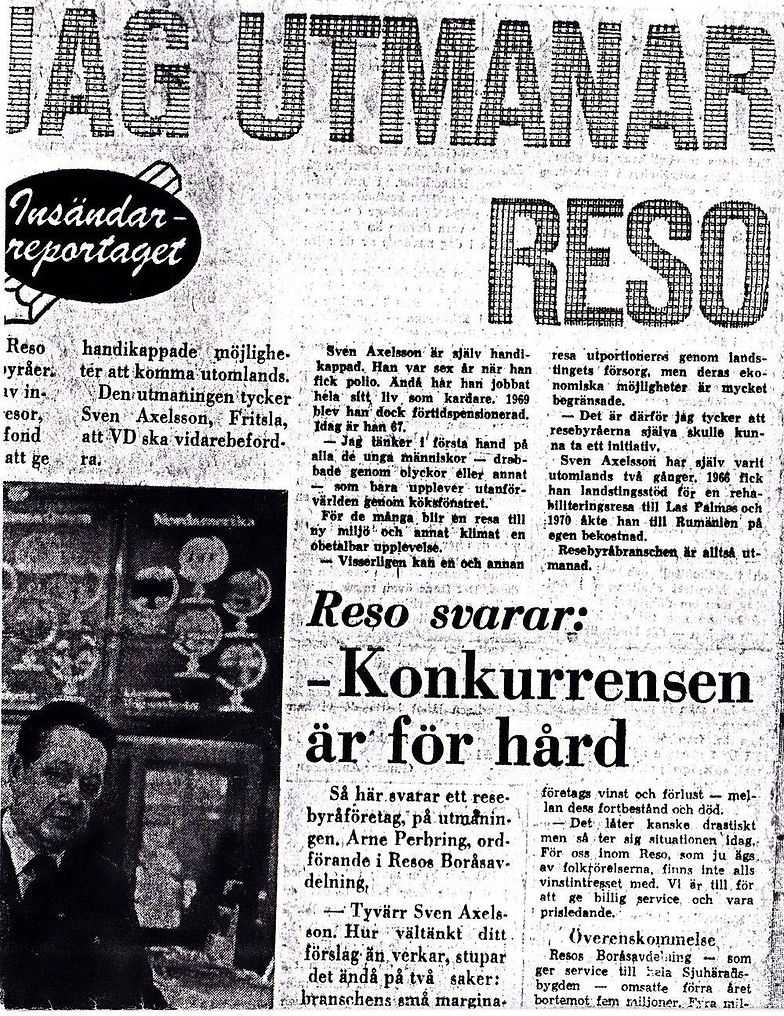 JAG UTMANAR
RESO
Insändar-
reportaget
Reso
byråer.
av in-
esor,
fond
att ge
handikappade möjlighe-
ter att komma utomlands.
Den utmaningen tycker
Sven Axelsson, Fritsla,
att VD ska vidarebeford-
ra.
Sven Axelsson är själv handi-
kappad. Han var sex år när han
fick polio. Ändå har han jobbat
hela sitt liv som kardare. 1969
blev han dock förtidspensionerad.
Idag är han 67.
— Jag tänker i första hand på
alla de unga människor — drab-
bade genom olyckor eller annat
— som bara upplever utanför-
världen genom köksfönstret.
För de många blir en resa till
ny miljö och annat klimat en
obetalbar upplevelse.
— Visserligen kan en och annan
resa utportioneras genom lands-
tingets försorg, men deras eko-
nomiska möjligheter är mycket
begränsade.
— Det är därför jag tycker att
resebyråerna själva skulle kun-
na ta ett initiativ.
Sven Axelsson har själv varit
utomlands två gånger. 1966 fick
han landstingsstöd för en reha-
biliteringsresa till Las Palmas och
1970 åkte han till Rumänien på
egen bekostnad.
Resebyråbranschen är alltså ut-
manad.
Reso svarar:
– Konkurrensen
är för hård
Så här svarar ett rese-
byråföretag på utmanin-
gen. Arne Perbring, ord-
förande i Resos Boråsav-
delning,
— Tyvärr Sven Axels-
son. Hur vältänkt ditt
förslag än verkar, stupar
det ändå på två saker:
branschens små margina-
företags vinst och förlust — mel-
lan dess fortbestånd och död.
— Det låter kanske drastiskt
men så ter sig situationen idag.
För oss inom Reso, som ju ägs
av folkrörelserna, finns inte alls
vinstintresset med. Vi är till för
att ge billig service och vara
prisledande.
Överenskommelse
Resos Boråsavdelning — som
ger service till hela Sjuhärads-
bygden — omsatte förra året
bortemot fem miljoner. Fyra mil-